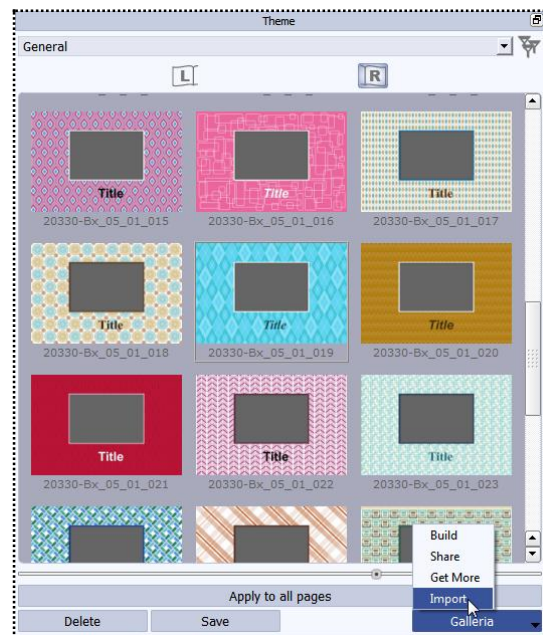 Theme
General
L R
Title Title Title
20330-Bx_05_01_015 20330-Bx_05_01_016 20330-Bx_05_01_017
Title Title Title
20330-Bx_05_01_018 20330-Bx_05_01_019 20330-Bx_05_01_020
Title Title Title
20330-Bx_05_01_021 20330-Bx_05_01_022 20330-Bx_05_01_023
Build
Share
Get More
Import
Apply to all pages
Delete Save Galleria